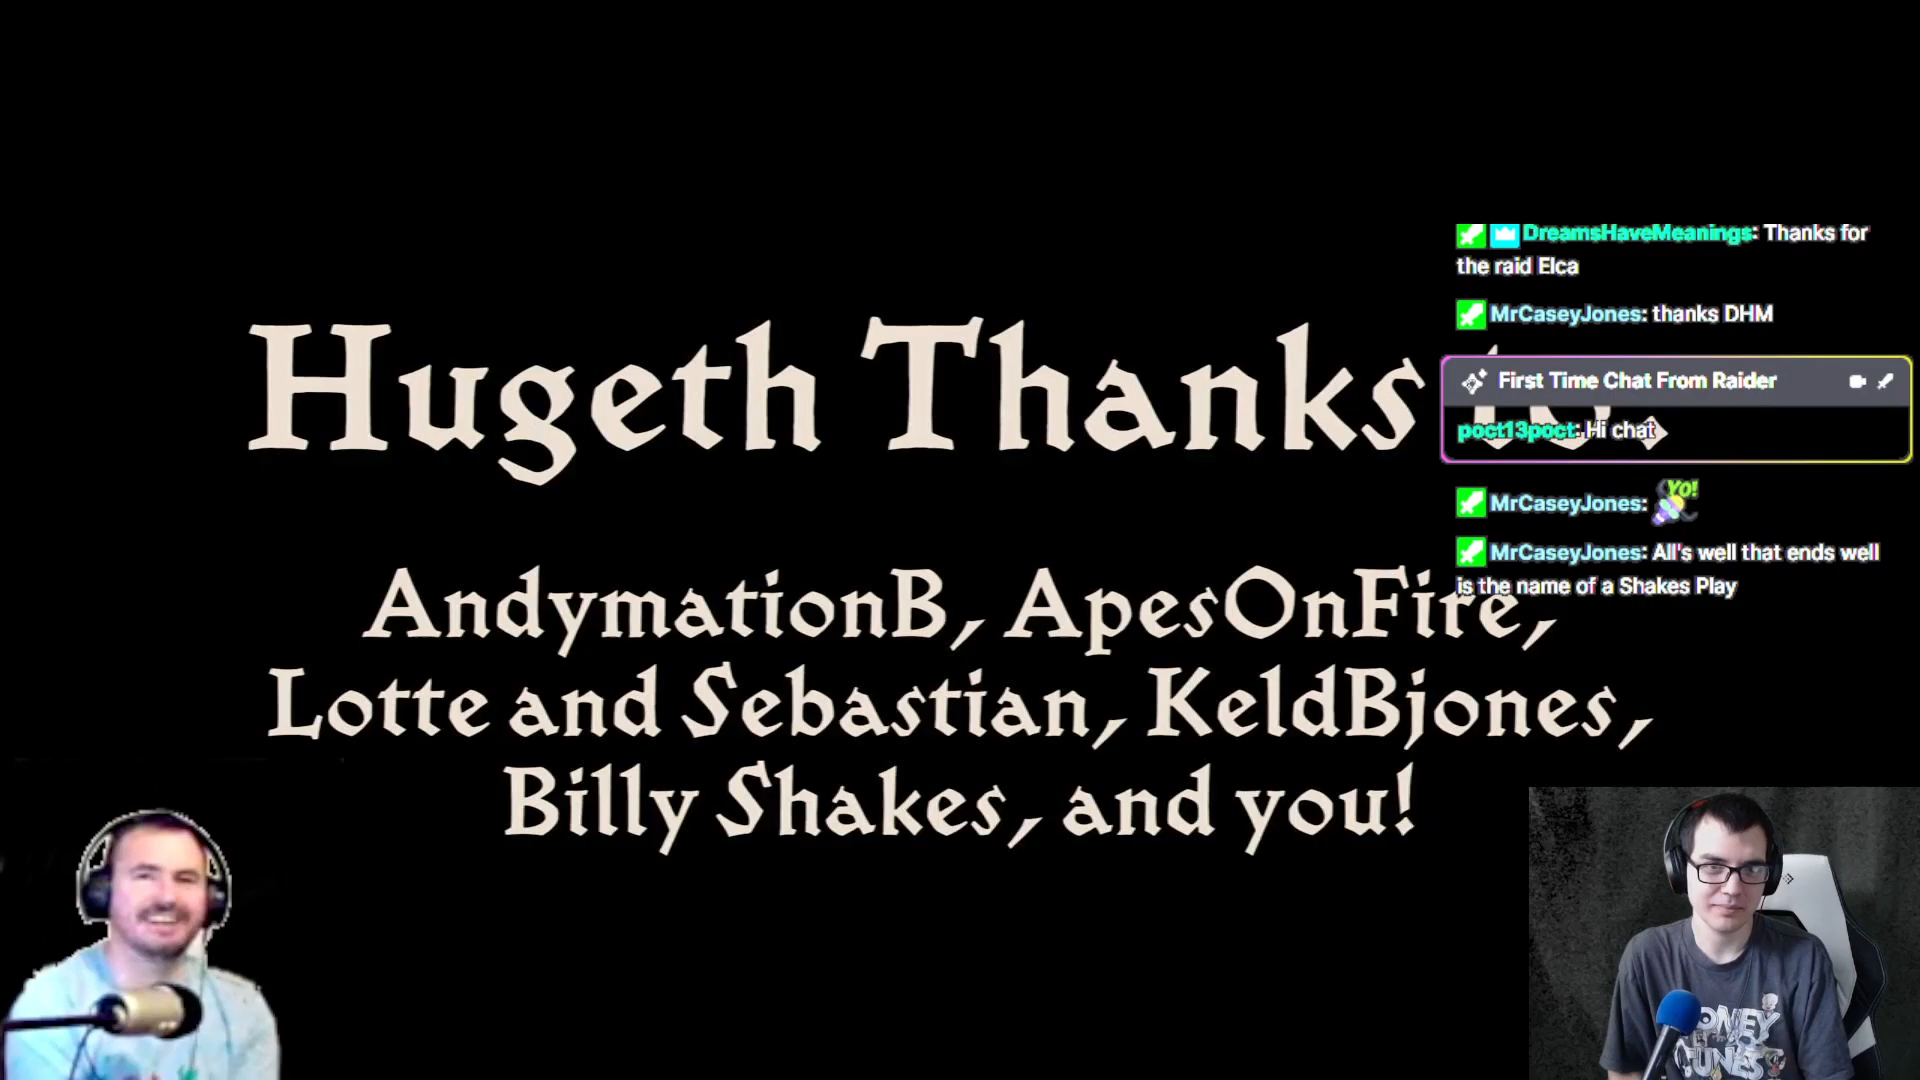 Hugeth Thanks to
AndymationB, ApesOnFire,
Lotte and Sebastian, KeldBjones,
Billy Shakes, and you!
DreamsHaveMeanings: Thanks for
the raid Elca
MrCaseyJones: thanks DHM
First Time Chat From Raider
poct13poct: Hi chat
MrCaseyJones: YO!
MrCaseyJones: All's well that ends well
is the name of a Shakes Play
TUNES